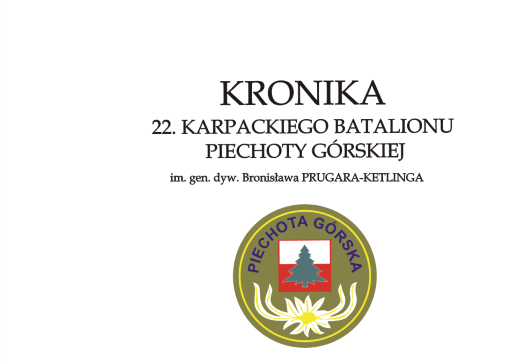 KRONIKA
22. KARPACKIEGO BATALIONU
PIECHOTY GÓRSKIEJ
im. gen. dyw. Bronisława PRUGARA-KETLINGA
PIECHOTA GÓRSKA